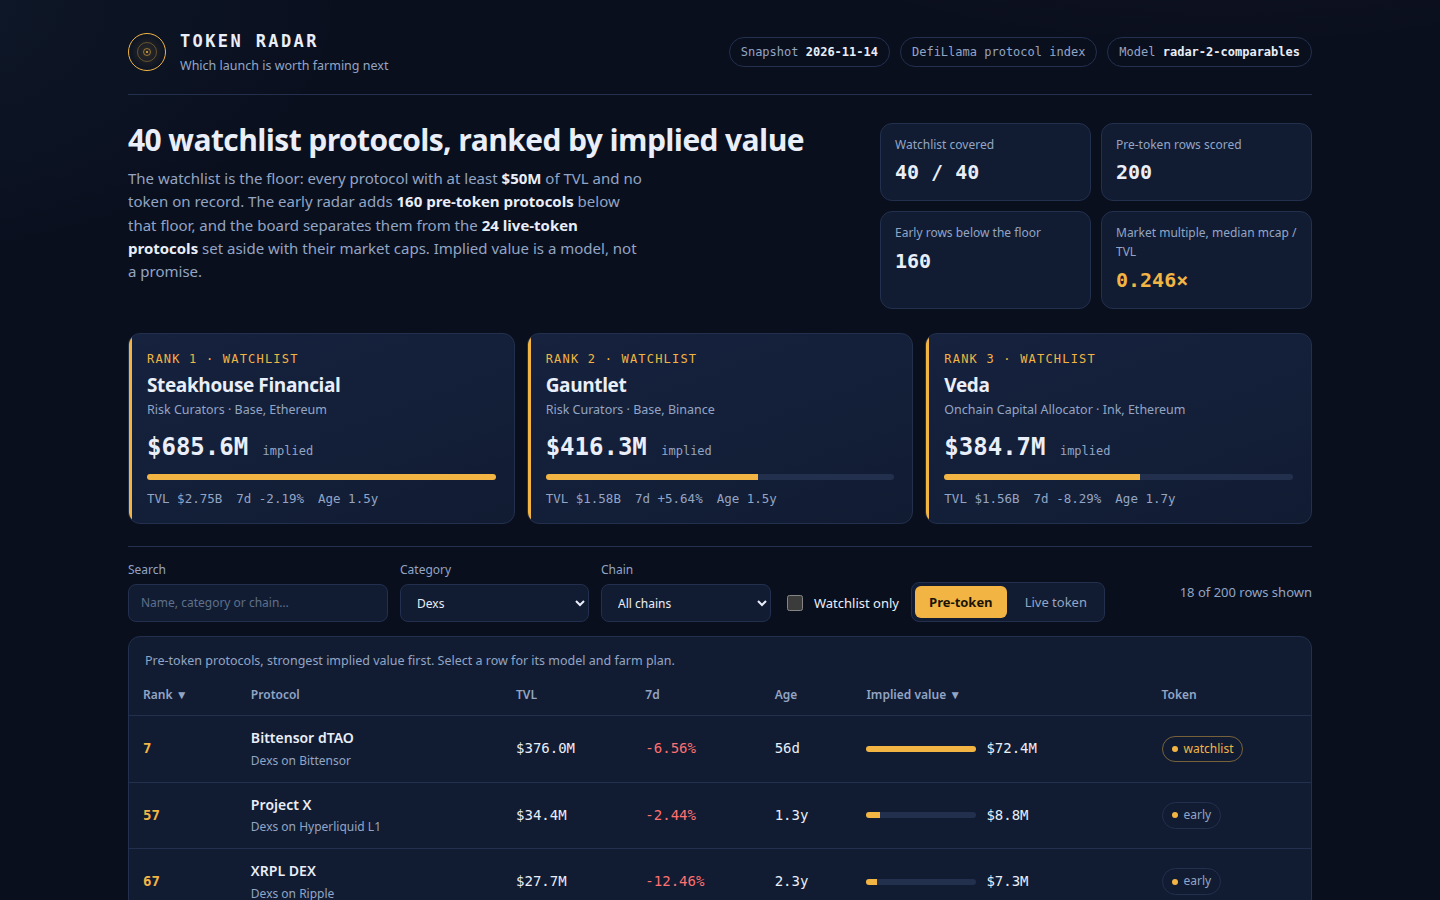 TOKEN RADAR
Which launch is worth farming next
Snapshot 2026-11-14
DefiLlama protocol index
Model radar-2-comparables
40 watchlist protocols, ranked by implied value
The watchlist is the floor: every protocol with at least $50M of TVL and no
token on record. The early radar adds 160 pre-token protocols below
that floor, and the board separates them from the 24 live-token
protocols set aside with their market caps. Implied value is a model, not
a promise.
Watchlist covered
40 / 40
Pre-token rows scored
200
Early rows below the floor
160
Market multiple, median mcap /
TVL
0.246×
RANK 1 · WATCHLIST
Steakhouse Financial
Risk Curators · Base, Ethereum
$685.6M implied
TVL $2.75B 7d -2.19% Age 1.5y
RANK 2 · WATCHLIST
Gauntlet
Risk Curators · Base, Binance
$416.3M implied
TVL $1.58B 7d +5.64% Age 1.5y
RANK 3 · WATCHLIST
Veda
Onchain Capital Allocator · Ink, Ethereum
$384.7M implied
TVL $1.56B 7d -8.29% Age 1.7y
Search
Name, category or chain...
Category
Dexs
Chain
All chains
Watchlist only
Pre-token
Live token
18 of 200 rows shown
Pre-token protocols, strongest implied value first. Select a row for its model and farm plan.
Rank ▼ Protocol TVL 7d Age Implied value ▼ Token
7 Bittensor dTAO $376.0M -6.56% 56d $72.4M watchlist
Dexs on Bittensor
57 Project X $34.4M -2.44% 1.3y $8.8M early
Dexs on Hyperliquid L1
67 XRPL DEX $27.7M -12.46% 2.3y $7.3M early
Dexs on Ripple